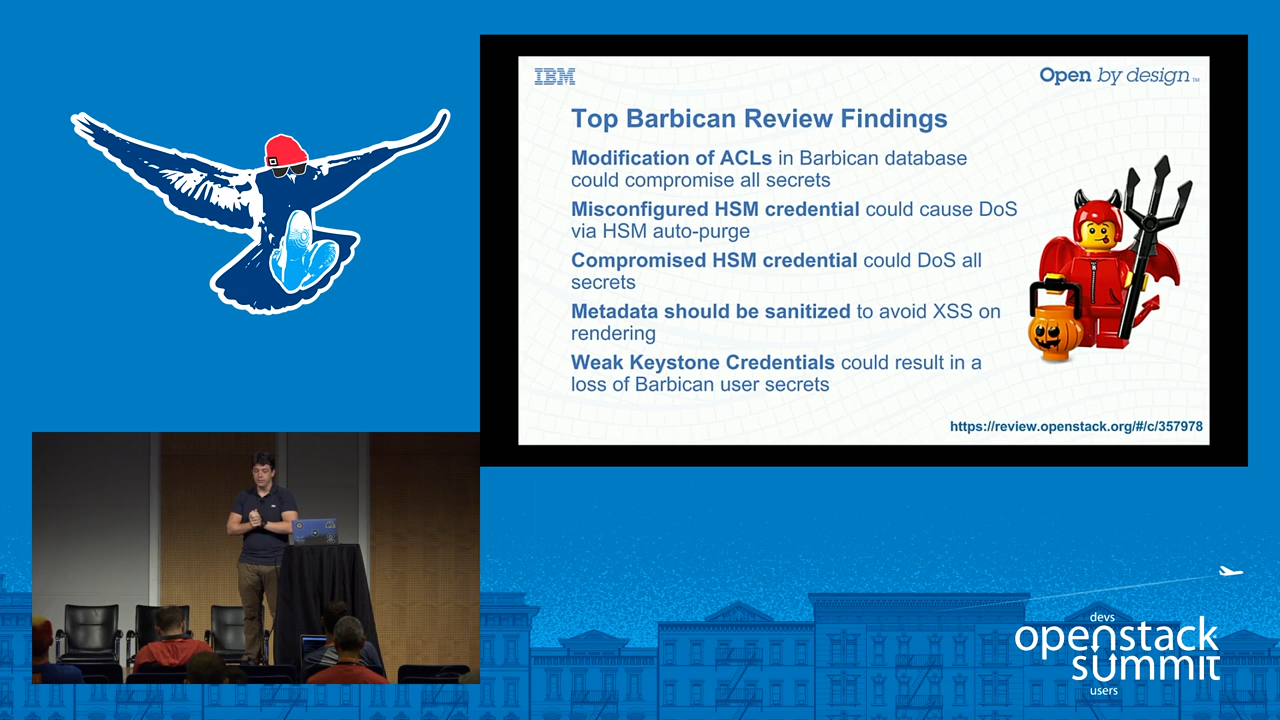 IBM
Open by design™
Top Barbican Review Findings
Modification of ACLs in Barbican database
could compromise all secrets
Misconfigured HSM credential could cause DoS
via HSM auto-purge
Compromised HSM credential could DoS all
secrets
Metadata should be sanitized to avoid XSS on
rendering
Weak Keystone Credentials could result in a
loss of Barbican user secrets
https://review.openstack.org/#/c/357978
devs
openstack
summit
users